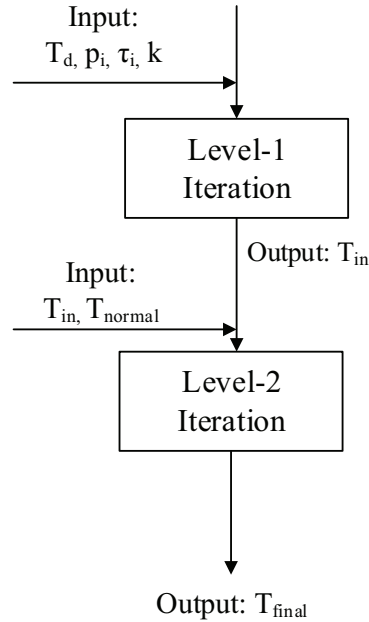 Input:
T_d, p_i, τ_i, k
Level-1
Iteration
Output: T_in
Input:
T_in, T_normal
Level-2
Iteration
Output: T_final